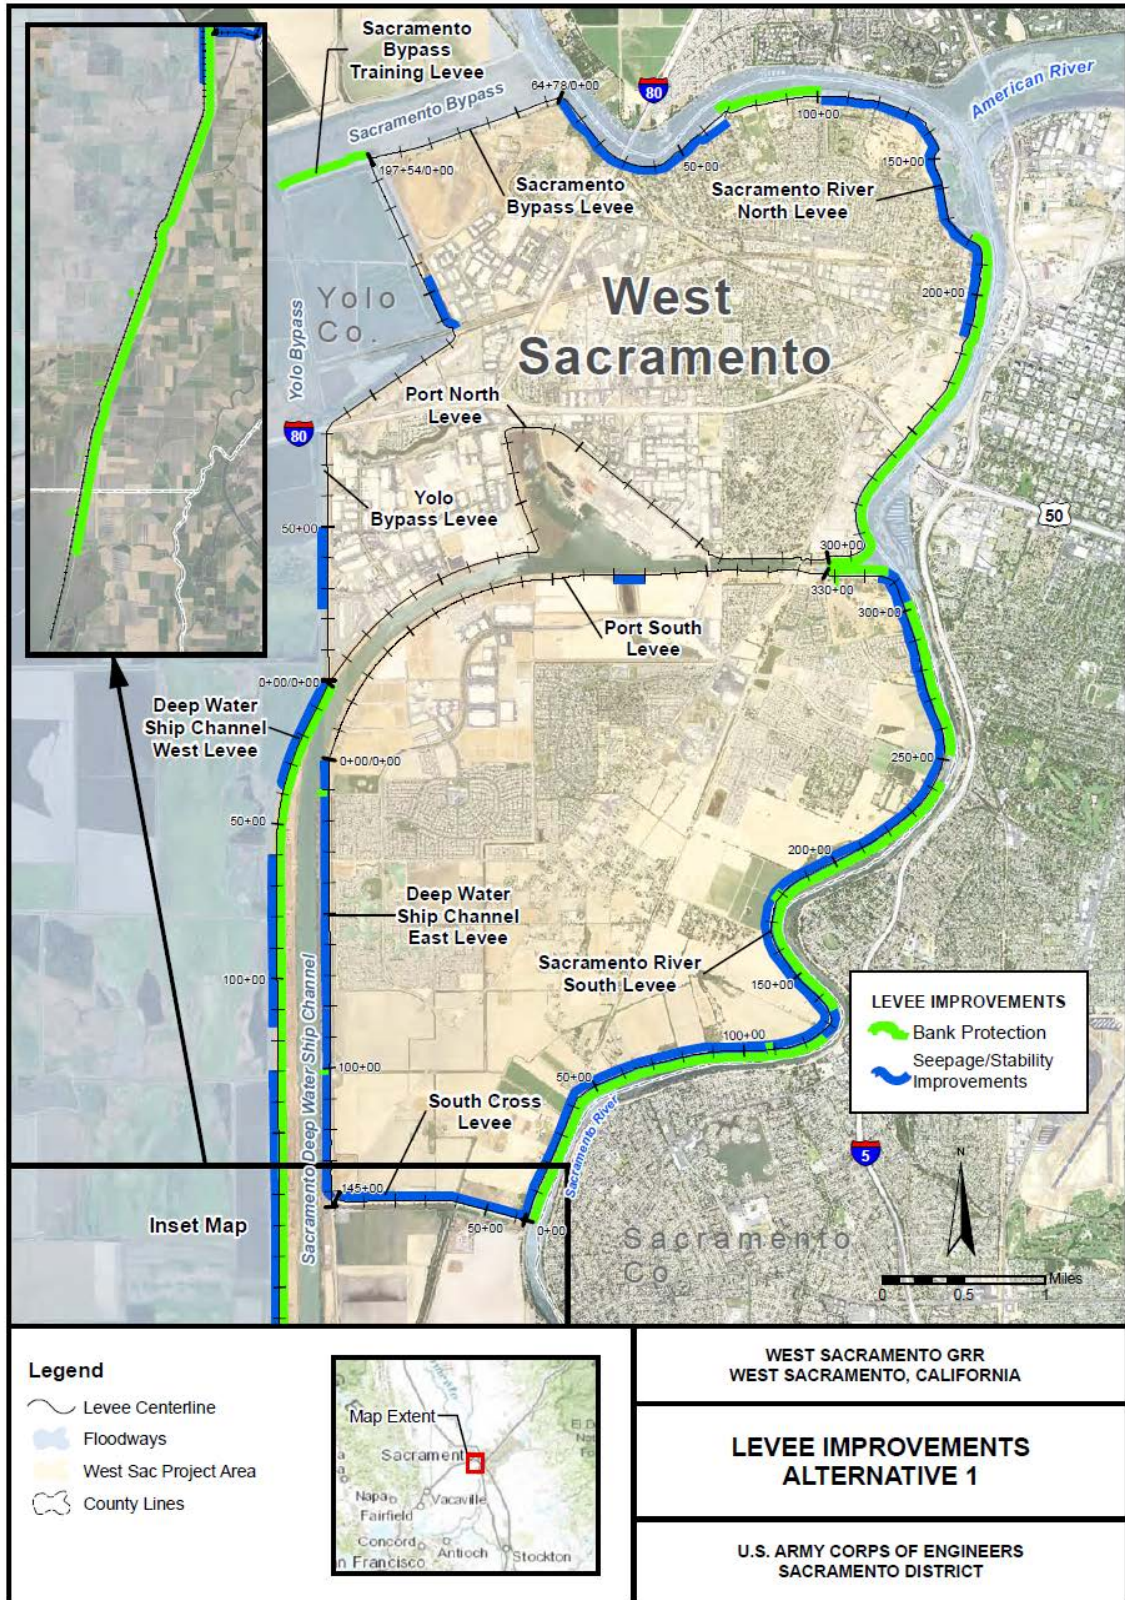 Sacramento
Bypass
Training Levee
64+78/0+00
80
American River
Sacramento Bypass
100+00
150+00
50+00
197+54/0+00
Sacramento
Bypass Levee
Sacramento River
North Levee
Yolo
Co.
West
Sacramento
200+00
Yolo Bypass
Port North
Levee
80
Yolo
Bypass Levee
50+00
50
300+00
330+00
300+00
Port South
Levee
0+00/0+00
Deep Water
Ship Channel
West Levee
0+00/0+00
250+00
50+00
200+00
Deep Water
Ship Channel
East Levee
Sacramento River
South Levee
150+00
100+00
Sacramento Deep Water Ship Channel
100+00
100+00
50+00
LEVEE IMPROVEMENTS
Bank Protection
Seepage/Stability
Improvements
South Cross
Levee
Sacramento River
5
N
145+00
50+00
0+00
Inset Map
Sacramento
Co.
Miles
0
0.5
1
Legend
Levee Centerline
Floodways
West Sac Project Area
County Lines
Map Extent
Sacrament
Napa
Vacaville
Fairfield
Concord
Antioch
Stockton
n Francisco
WEST SACRAMENTO GRR
WEST SACRAMENTO, CALIFORNIA
LEVEE IMPROVEMENTS
ALTERNATIVE 1
U.S. ARMY CORPS OF ENGINEERS
SACRAMENTO DISTRICT